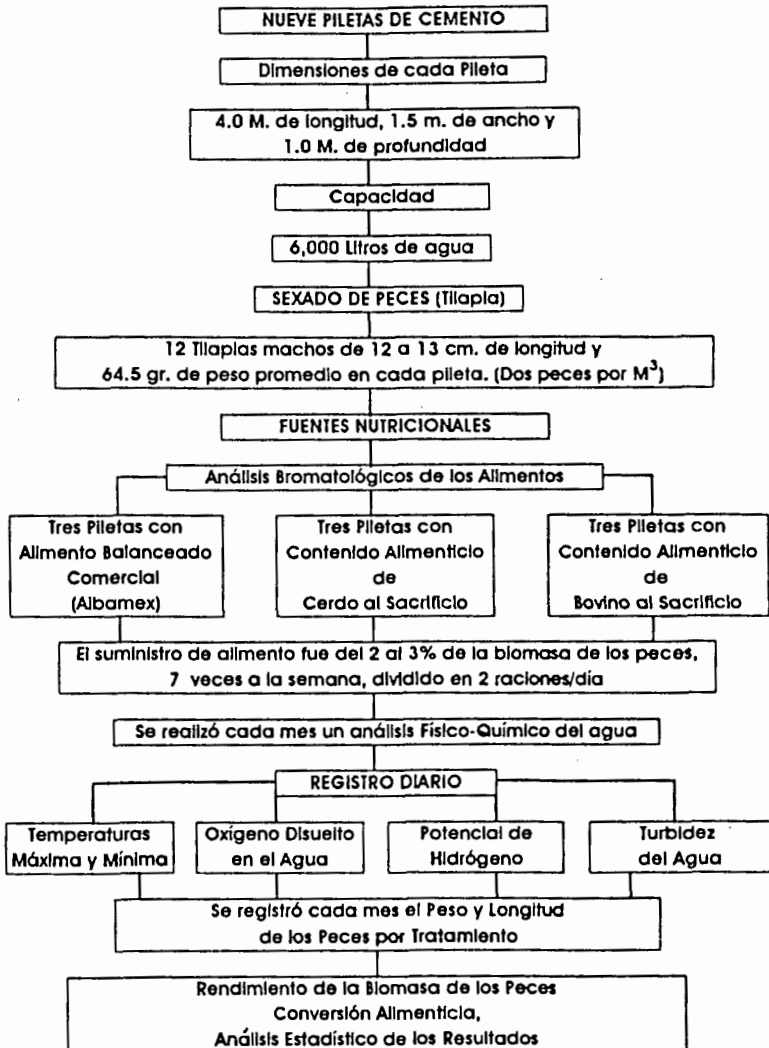 NUEVE PILETAS DE CEMENTO
Dimensiones de cada Pileta
4.0 M. de longitud, 1.5 m. de ancho y
1.0 M. de profundidad
Capacidad
6,000 Litros de agua
SEXADO DE PECES (Tilapia)
12 Tilapias machos de 12 a 13 cm. de longitud y
64.5 gr. de peso promedio en cada pileta. (Dos peces por M³)
FUENTES NUTRICIONALES
Análisis Bromatológicos de los Alimentos
Tres Piletas con
Alimento Balanceado
Comercial
(Albamex)
Tres Piletas con
Contenido Alimenticio
de
Cerdo al Sacrificio
Tres Piletas con
Contenido Alimenticio
de
Bovino al Sacrificio
El suministro de alimento fue del 2 al 3% de la biomasa de los peces,
7 veces a la semana, dividido en 2 raciones/día
Se realizó cada mes un análisis Físico-Químico del agua
REGISTRO DIARIO
Temperaturas
Máxima y Mínima
Oxígeno Disuelto
en el Agua
Potencial de
Hidrógeno
Turbidez
del Agua
Se registró cada mes el Peso y Longitud
de los Peces por Tratamiento
Rendimiento de la Biomasa de los Peces
Conversión Alimenticia,
Análisis Estadístico de los Resultados